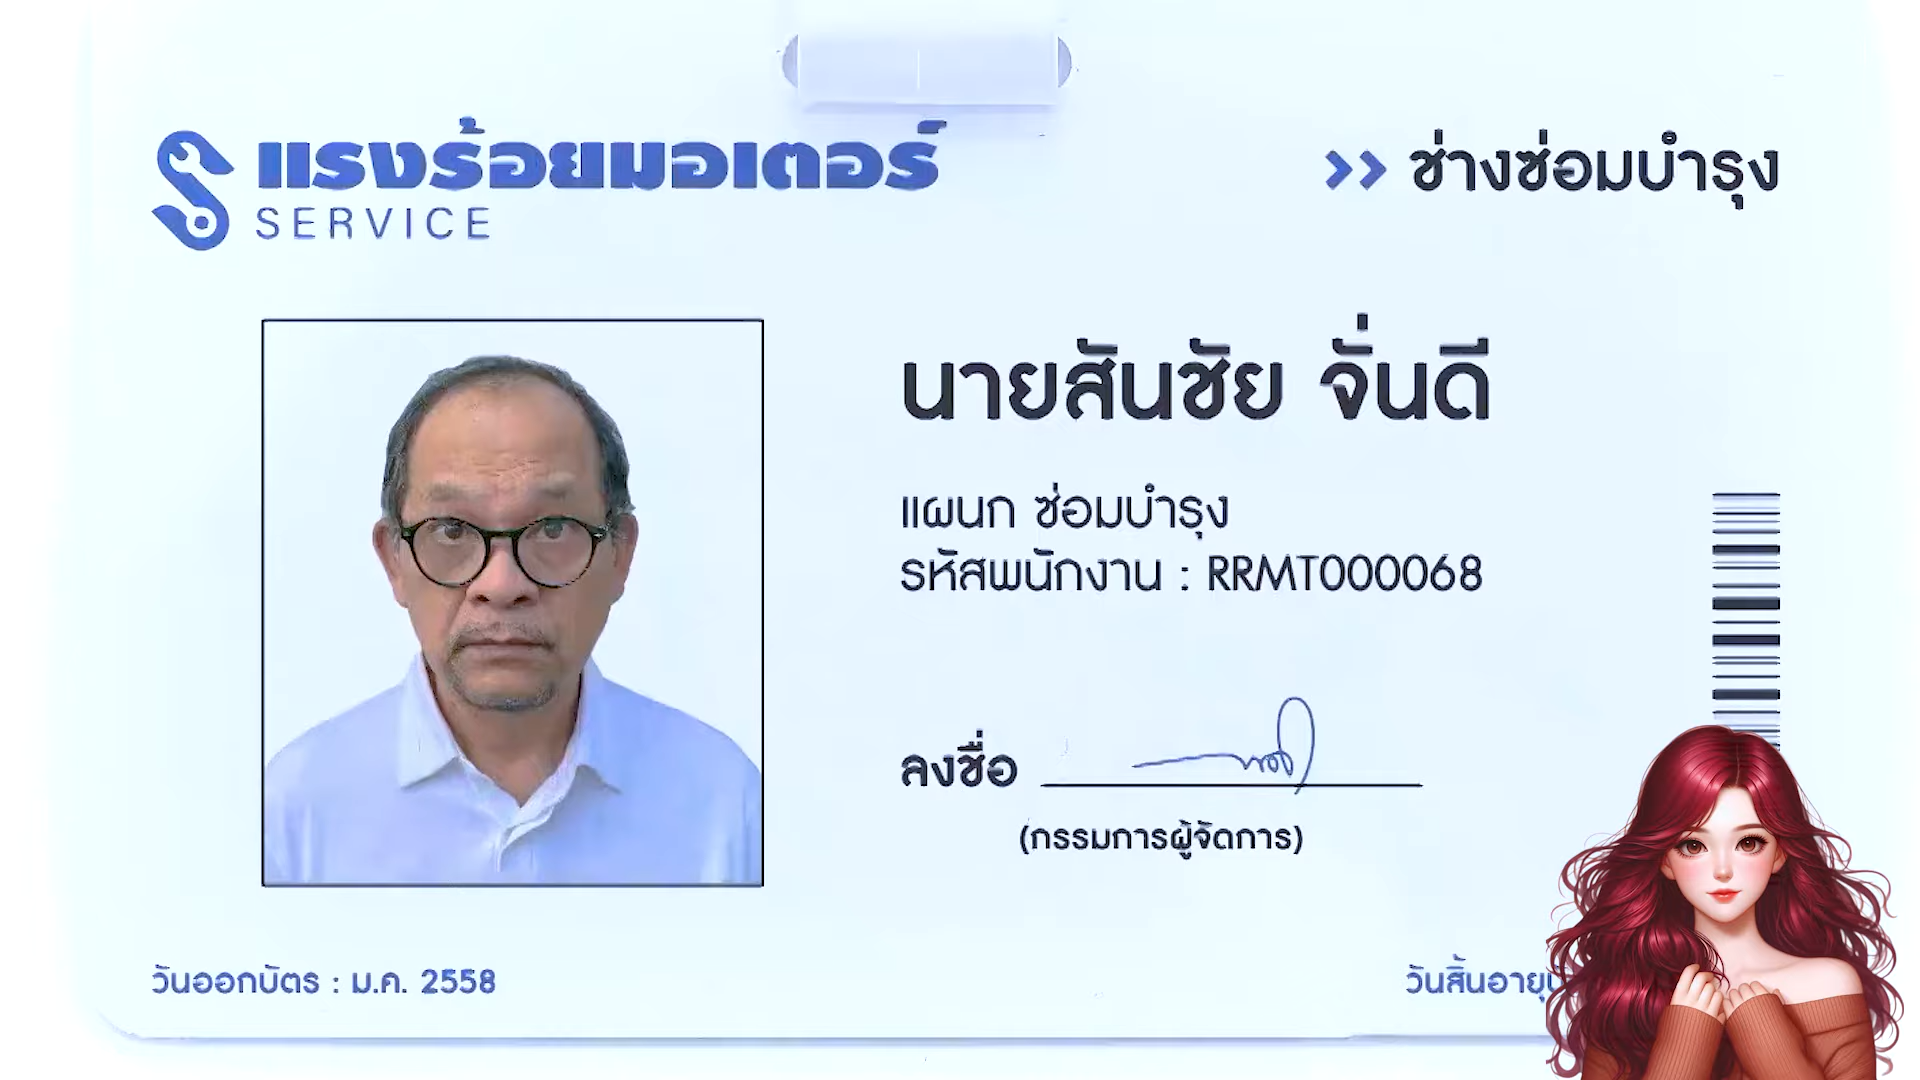 แรงร้อยมอเตอร์
SERVICE
>> ช่างซ่อมบำรุง
นายสันชัย จั่นดี
แผนก ซ่อมบำรุง
รหัสพนักงาน : RRMT000068
ลงชื่อ
(กรรมการผู้จัดการ)
วันออกบัตร : ม.ค. 2558
วันสิ้นอายุ